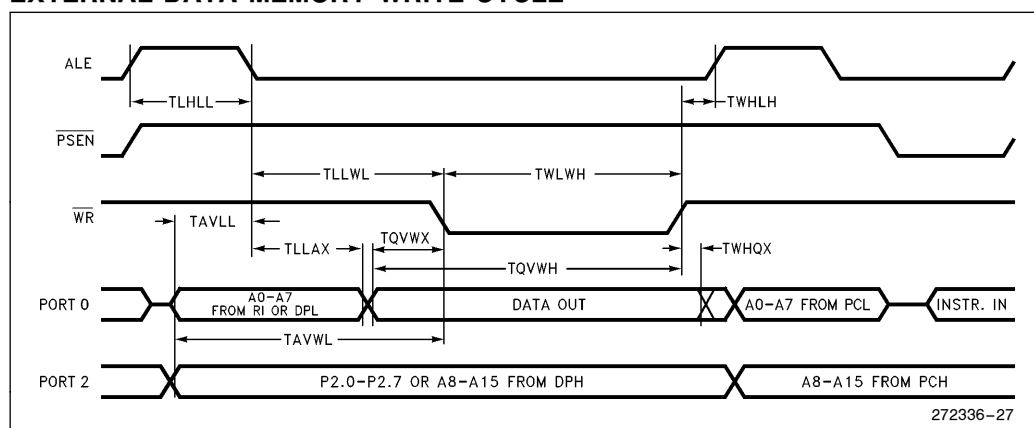 EXTERNAL DATA MEMORY WRITE CYCLE
ALE
TLHLL
TWHLH
PSEN
TLLWL
TWLWH
WR
TAVLL
TLLAX
TQVWX
TQVWH
TWHQX
PORT 0
A0-A7
FROM RI OR DPL
DATA OUT
A0-A7 FROM PCL
INSTR. IN
TAVWL
PORT 2
P2.0-P2.7 OR A8-A15 FROM DPH
A8-A15 FROM PCH
272336-27